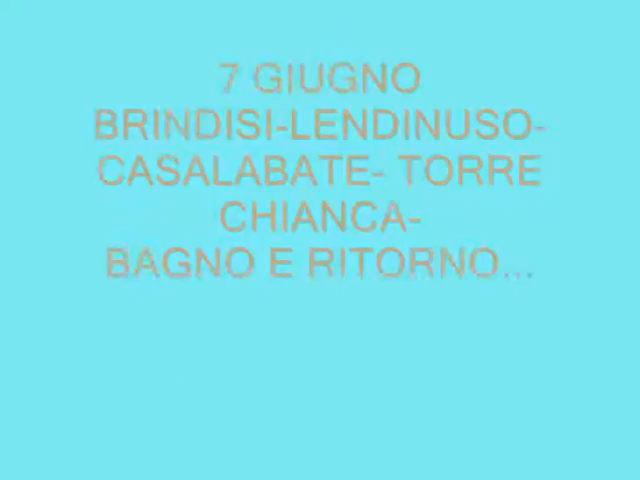 7 GIUGNO
BRINDISI-LENDINUSO-
CASALABATE- TORRE
CHIANCA-
BAGNO E RITORNO...